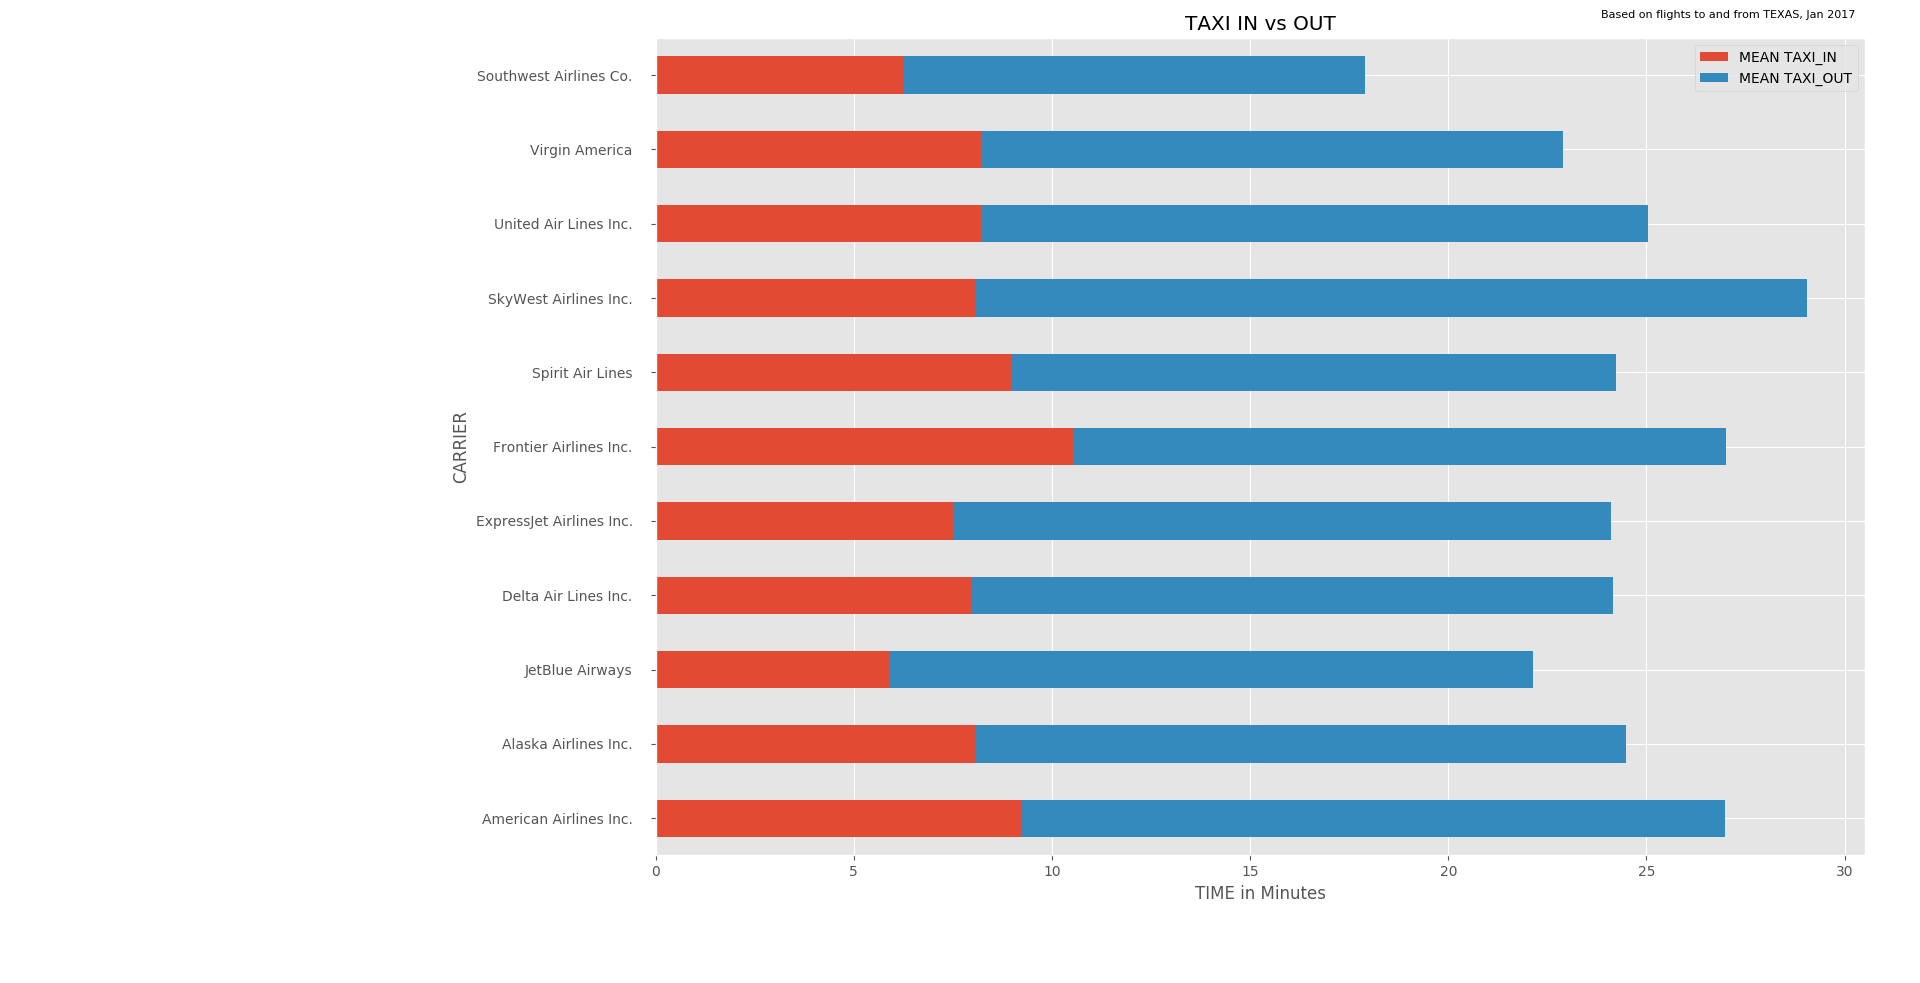 TAXI IN vs OUT
Based on flights to and from TEXAS, Jan 2017
MEAN TAXI_IN
MEAN TAXI_OUT
CARRIER
Southwest Airlines Co.
Virgin America
United Air Lines Inc.
SkyWest Airlines Inc.
Spirit Air Lines
Frontier Airlines Inc.
ExpressJet Airlines Inc.
Delta Air Lines Inc.
JetBlue Airways
Alaska Airlines Inc.
American Airlines Inc.
0 5 10 15 20 25 30
TIME in Minutes